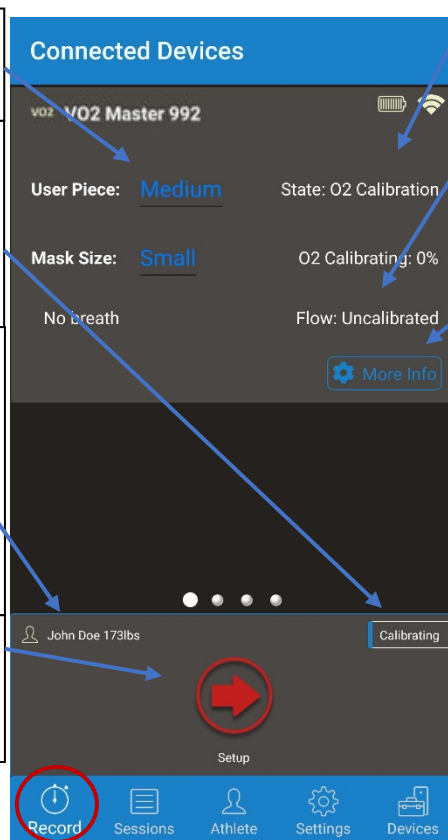 Connected Devices
VO2 VO2 Master 992
User Piece: Medium State: O2 Calibration
Mask Size: Small O2 Calibrating: 0%
No breath Flow: Uncalibrated
More Info
John Doe 173lbs Calibrating
Setup
Record Sessions Athlete Settings Devices